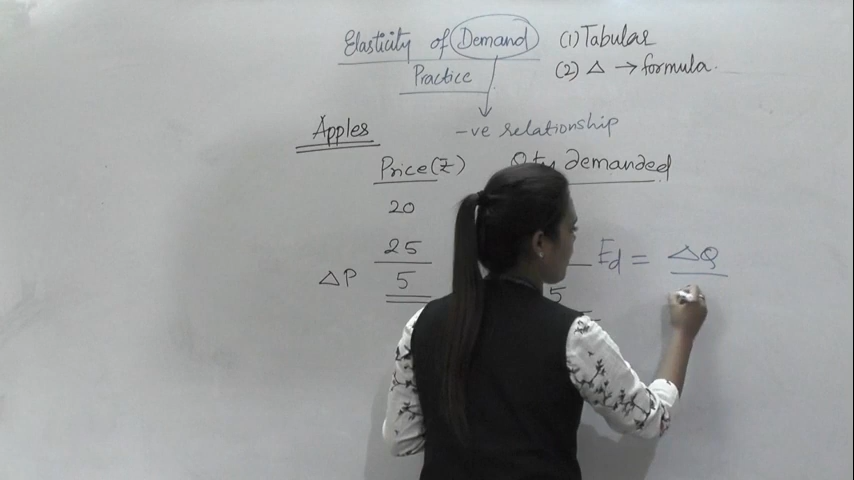 Elasticity of Demand (1) Tabular
Practice (2) Δ → formula.
-ve relationship
Apples
Price(₹) Qty demanded
20
25
ΔP 5 5
Ed = ΔQ